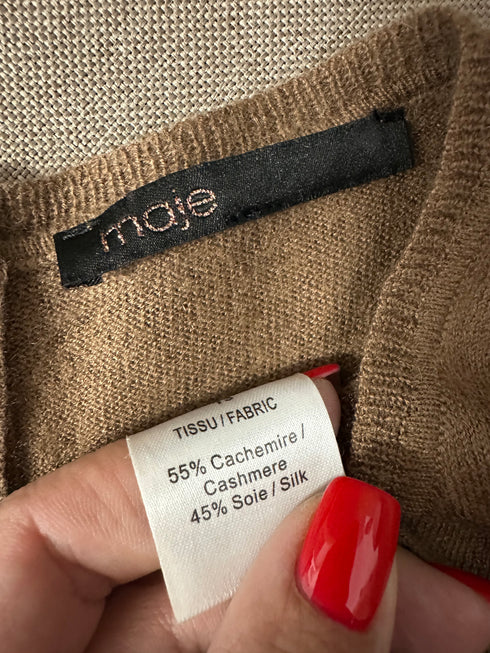 maje
TISSU / FABRIC
55% Cachemire /
Cashmere
45% Soie / Silk